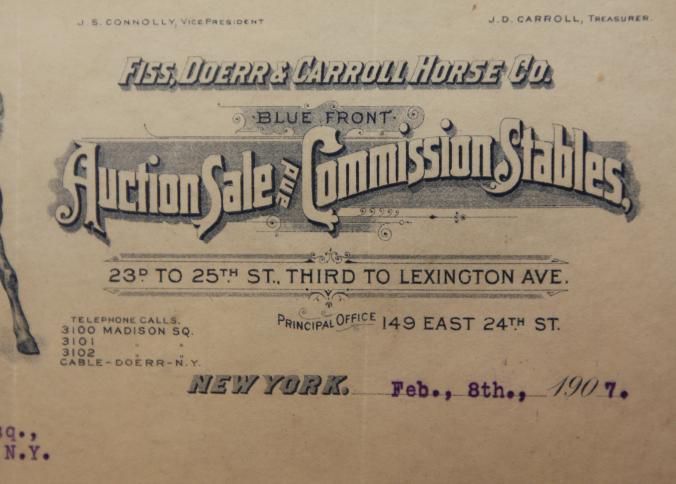 J. S. CONNOLLY, VICE PRESIDENT
J. D. CARROLL, TREASURER.
FISS, DOERR & CARROLL HORSE CO.
BLUE FRONT
Auction Sale and Commission Stables,
23D TO 25TH ST., THIRD TO LEXINGTON AVE.
TELEPHONE CALLS,
3100 MADISON SQ.
3101 " "
3102 " "
CABLE-DOERR-N.Y.
PRINCIPAL OFFICE 149 EAST 24TH ST.
NEW YORK. Feb., 8th., 1907.
sq.,
N.Y.